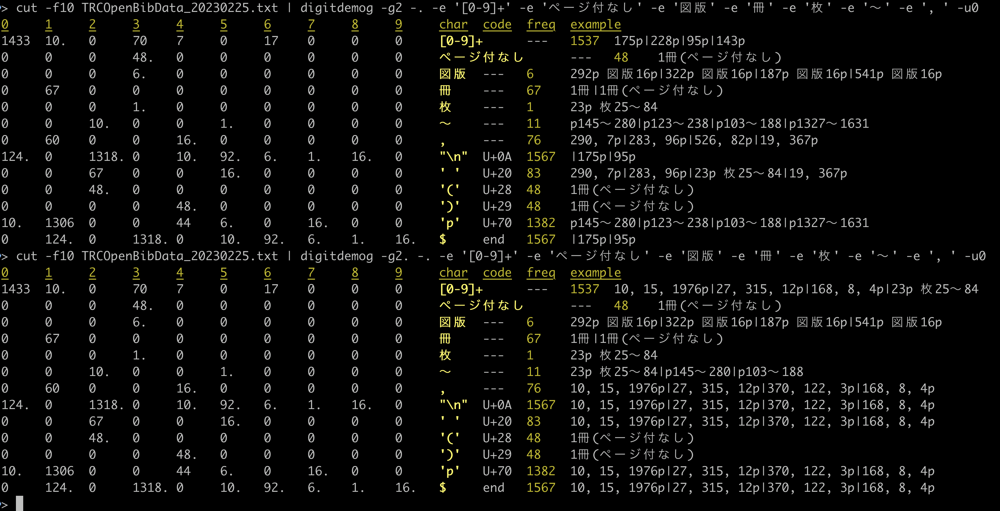 > cut -f10 TRCOpenBibData_20230225.txt | digitdemog -g2 -. -e '[0-9]+' -e 'ページ付なし' -e '図版' -e '冊' -e '枚' -e '～' -e ', ' -u0
0 1 2 3 4 5 6 7 8 9 char code freq example
1433 10. 0 70 7 0 17 0 0 0 [0-9]+ --- 1537 175p|228p|95p|143p
0 0 0 48. 0 0 0 0 0 0 ページ付なし --- 48 1冊(ページ付なし)
0 0 0 6. 0 0 0 0 0 0 図版 --- 6 292p 図版16p|322p 図版16p|187p 図版16p|541p 図版16p
0 67 0 0 0 0 0 0 0 0 冊 --- 67 1冊|1冊(ページ付なし)
0 0 0 1. 0 0 0 0 0 0 枚 --- 1 23p 枚25～84
0 0 10. 0 0 1. 0 0 0 0 ～ --- 11 p145～280|p123～238|p103～188|p1327～1631
0 60 0 0 16. 0 0 0 0 0 , --- 76 290, 7p|283, 96p|526, 82p|19, 367p
124. 0 1318. 0 10. 92. 6. 1. 16. 0 "\n" U+0A 1567 |175p|95p
0 0 67 0 0 16. 0 0 0 0 ' ' U+20 83 290, 7p|283, 96p|23p 枚25～84|19, 367p
0 0 48. 0 0 0 0 0 0 0 '(' U+28 48 1冊(ページ付なし)
0 0 0 0 48. 0 0 0 0 0 ')' U+29 48 1冊(ページ付なし)
10. 1306 0 0 44 6. 0 16. 0 0 'p' U+70 1382 p145～280|p123～238|p103～188|p1327～1631
0 124. 0 1318. 0 10. 92. 6. 1. 16. $ end 1567 |175p|95p
> cut -f10 TRCOpenBibData_20230225.txt | digitdemog -g2. -. -e '[0-9]+' -e 'ページ付なし' -e '図版' -e '冊' -e '枚' -e '～' -e ', ' -u0
0 1 2 3 4 5 6 7 8 9 char code freq example
1433 10. 0 70 7 0 17 0 0 0 [0-9]+ --- 1537 10, 15, 1976p|27, 315, 12p|168, 8, 4p|23p 枚25～84
0 0 0 48. 0 0 0 0 0 0 ページ付なし --- 48 1冊(ページ付なし)
0 0 0 6. 0 0 0 0 0 0 図版 --- 6 292p 図版16p|322p 図版16p|187p 図版16p|541p 図版16p
0 67 0 0 0 0 0 0 0 0 冊 --- 67 1冊|1冊(ページ付なし)
0 0 0 1. 0 0 0 0 0 0 枚 --- 1 23p 枚25～84
0 0 10. 0 0 1. 0 0 0 0 ～ --- 11 23p 枚25～84|p145～280|p103～188
0 60 0 0 16. 0 0 0 0 0 , --- 76 10, 15, 1976p|27, 315, 12p|370, 122, 3p|168, 8, 4p
124. 0 1318. 0 10. 92. 6. 1. 16. 0 "\n" U+0A 1567 10, 15, 1976p|27, 315, 12p|370, 122, 3p|168, 8, 4p
0 0 67 0 0 16. 0 0 0 0 ' ' U+20 83 10, 15, 1976p|27, 315, 12p|370, 122, 3p|168, 8, 4p
0 0 48. 0 0 0 0 0 0 0 '(' U+28 48 1冊(ページ付なし)
0 0 0 0 48. 0 0 0 0 0 ')' U+29 48 1冊(ページ付なし)
10. 1306 0 0 44 6. 0 16. 0 0 'p' U+70 1382 10, 15, 1976p|27, 315, 12p|370, 122, 3p|168, 8, 4p
0 124. 0 1318. 0 10. 92. 6. 1. 16. $ end 1567 10, 15, 1976p|27, 315, 12p|370, 122, 3p|168, 8, 4p
>